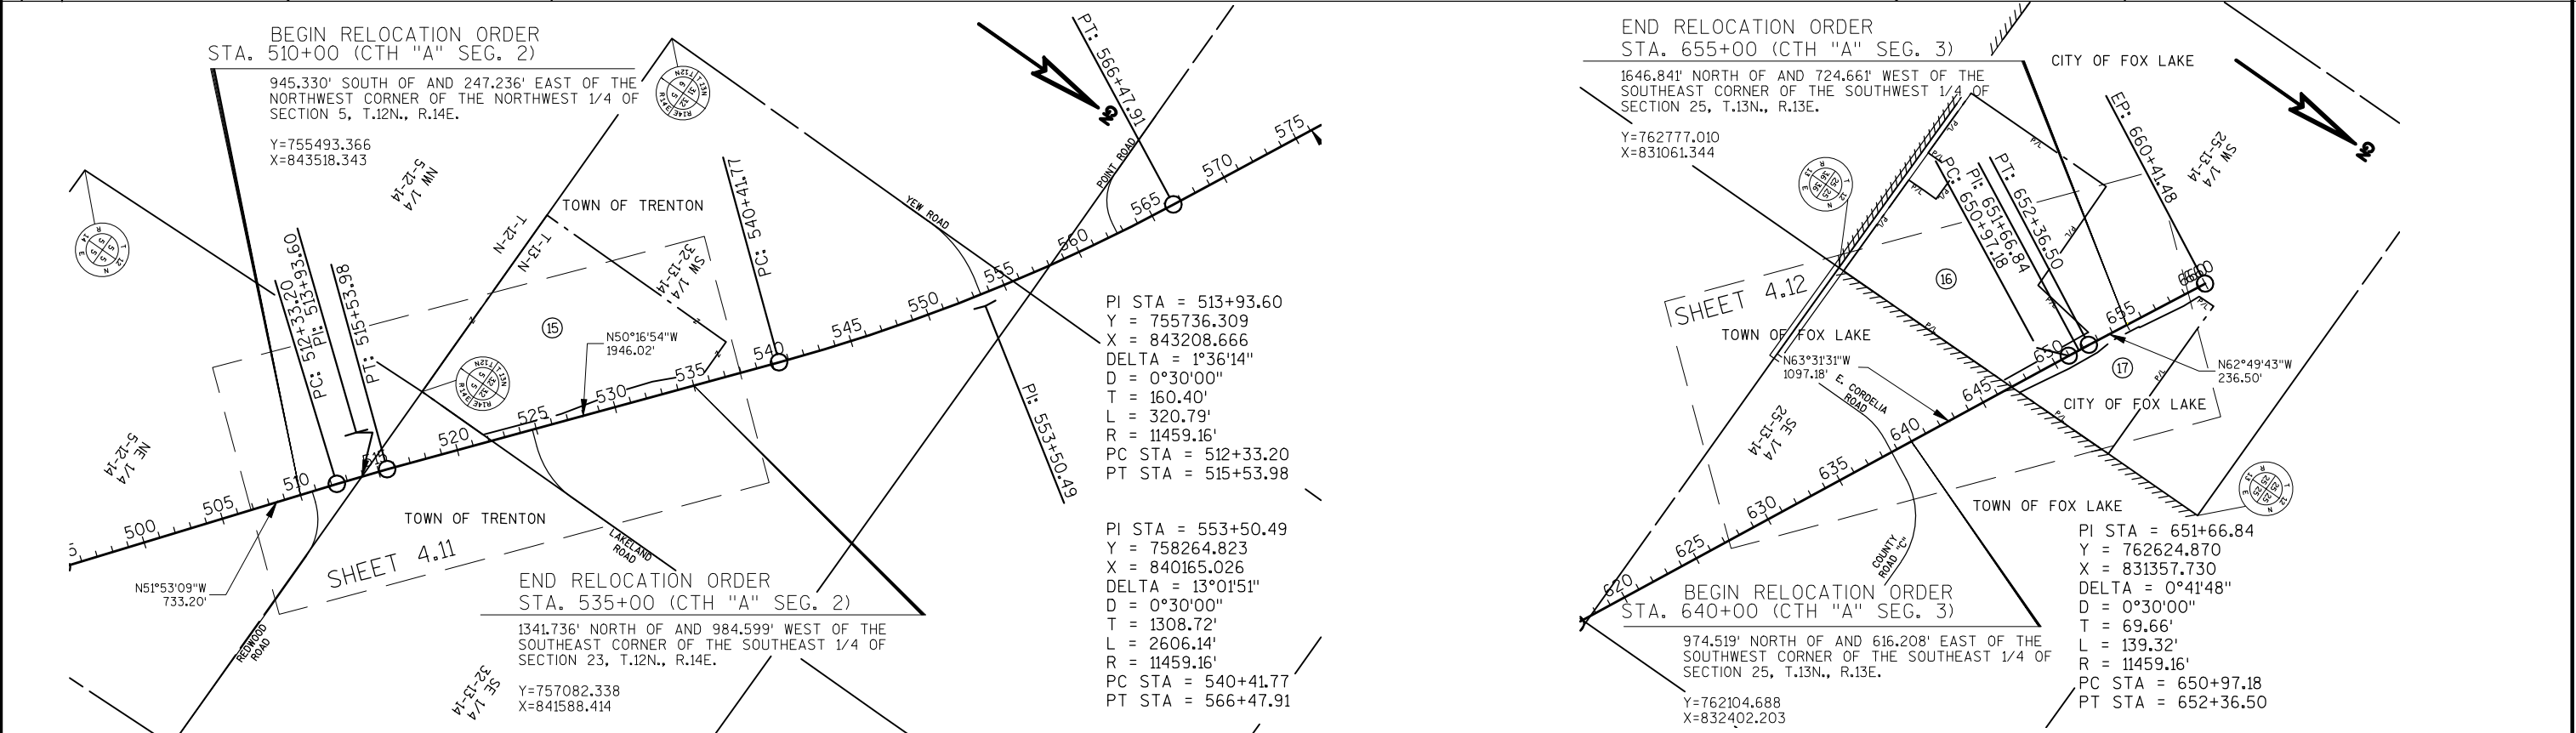 BEGIN RELOCATION ORDER
STA. 510+00 (CTH "A" SEG. 2)
945.330' SOUTH OF AND 247.236' EAST OF THE
NORTHWEST CORNER OF THE NORTHWEST 1/4 OF
SECTION 5, T.12N., R.14E.
Y=755493.366
X=843518.343
NW 1/4
5-12-14
NE 1/4
5-12-14
PC: 512+33.20
PI: 513+93.60
PT: 515+53.98
T-12-N
T-13-N
TOWN OF TRENTON
SW 1/4
32-13-14
15
N50°16'54"W
1946.02'
PC: 540+41.77
YEW ROAD
POINT ROAD
PT: 566+47.91
PI: 553+50.49
500
505
510
515
520
525
530
535
540
545
550
555
560
565
570
575
N51°53'09"W
733.20'
SHEET 4.11
TOWN OF TRENTON
REDWOOD
ROAD
LAKELAND
ROAD
SE 1/4
32-13-14
END RELOCATION ORDER
STA. 535+00 (CTH "A" SEG. 2)
1341.736' NORTH OF AND 984.599' WEST OF THE
SOUTHEAST CORNER OF THE SOUTHEAST 1/4 OF
SECTION 23, T.12N., R.14E.
Y=757082.338
X=841588.414
PI STA = 513+93.60
Y = 755736.309
X = 843208.666
DELTA = 1°36'14"
D = 0°30'00"
T = 160.40'
L = 320.79'
R = 11459.16'
PC STA = 512+33.20
PT STA = 515+53.98
PI STA = 553+50.49
Y = 758264.823
X = 840165.026
DELTA = 13°01'51"
D = 0°30'00"
T = 1308.72'
L = 2606.14'
R = 11459.16'
PC STA = 540+41.77
PT STA = 566+47.91
END RELOCATION ORDER
STA. 655+00 (CTH "A" SEG. 3)
1646.841' NORTH OF AND 724.661' WEST OF THE
SOUTHEAST CORNER OF THE SOUTHWEST 1/4 OF
SECTION 25, T.13N., R.13E.
Y=762777.010
X=831061.344
CITY OF FOX LAKE
EP: 660+41.48
SW 1/4
25-13-14
PC: 650+97.18
PI: 651+66.84
PT: 652+36.50
16
SHEET 4.12
TOWN OF FOX LAKE
N63°31'31"W
1097.18'
E. CORDELIA
ROAD
SE 1/4
25-13-14
620
625
630
635
640
645
650
655
660
17
N62°49'43"W
236.50'
CITY OF FOX LAKE
COUNTY
ROAD "C"
TOWN OF FOX LAKE
BEGIN RELOCATION ORDER
STA. 640+00 (CTH "A" SEG. 3)
974.519' NORTH OF AND 616.208' EAST OF THE
SOUTHWEST CORNER OF THE SOUTHEAST 1/4 OF
SECTION 25, T.13N., R.13E.
Y=762104.688
X=832402.203
PI STA = 651+66.84
Y = 762624.870
X = 831357.730
DELTA = 0°41'48"
D = 0°30'00"
T = 69.66'
L = 139.32'
R = 11459.16'
PC STA = 650+97.18
PT STA = 652+36.50